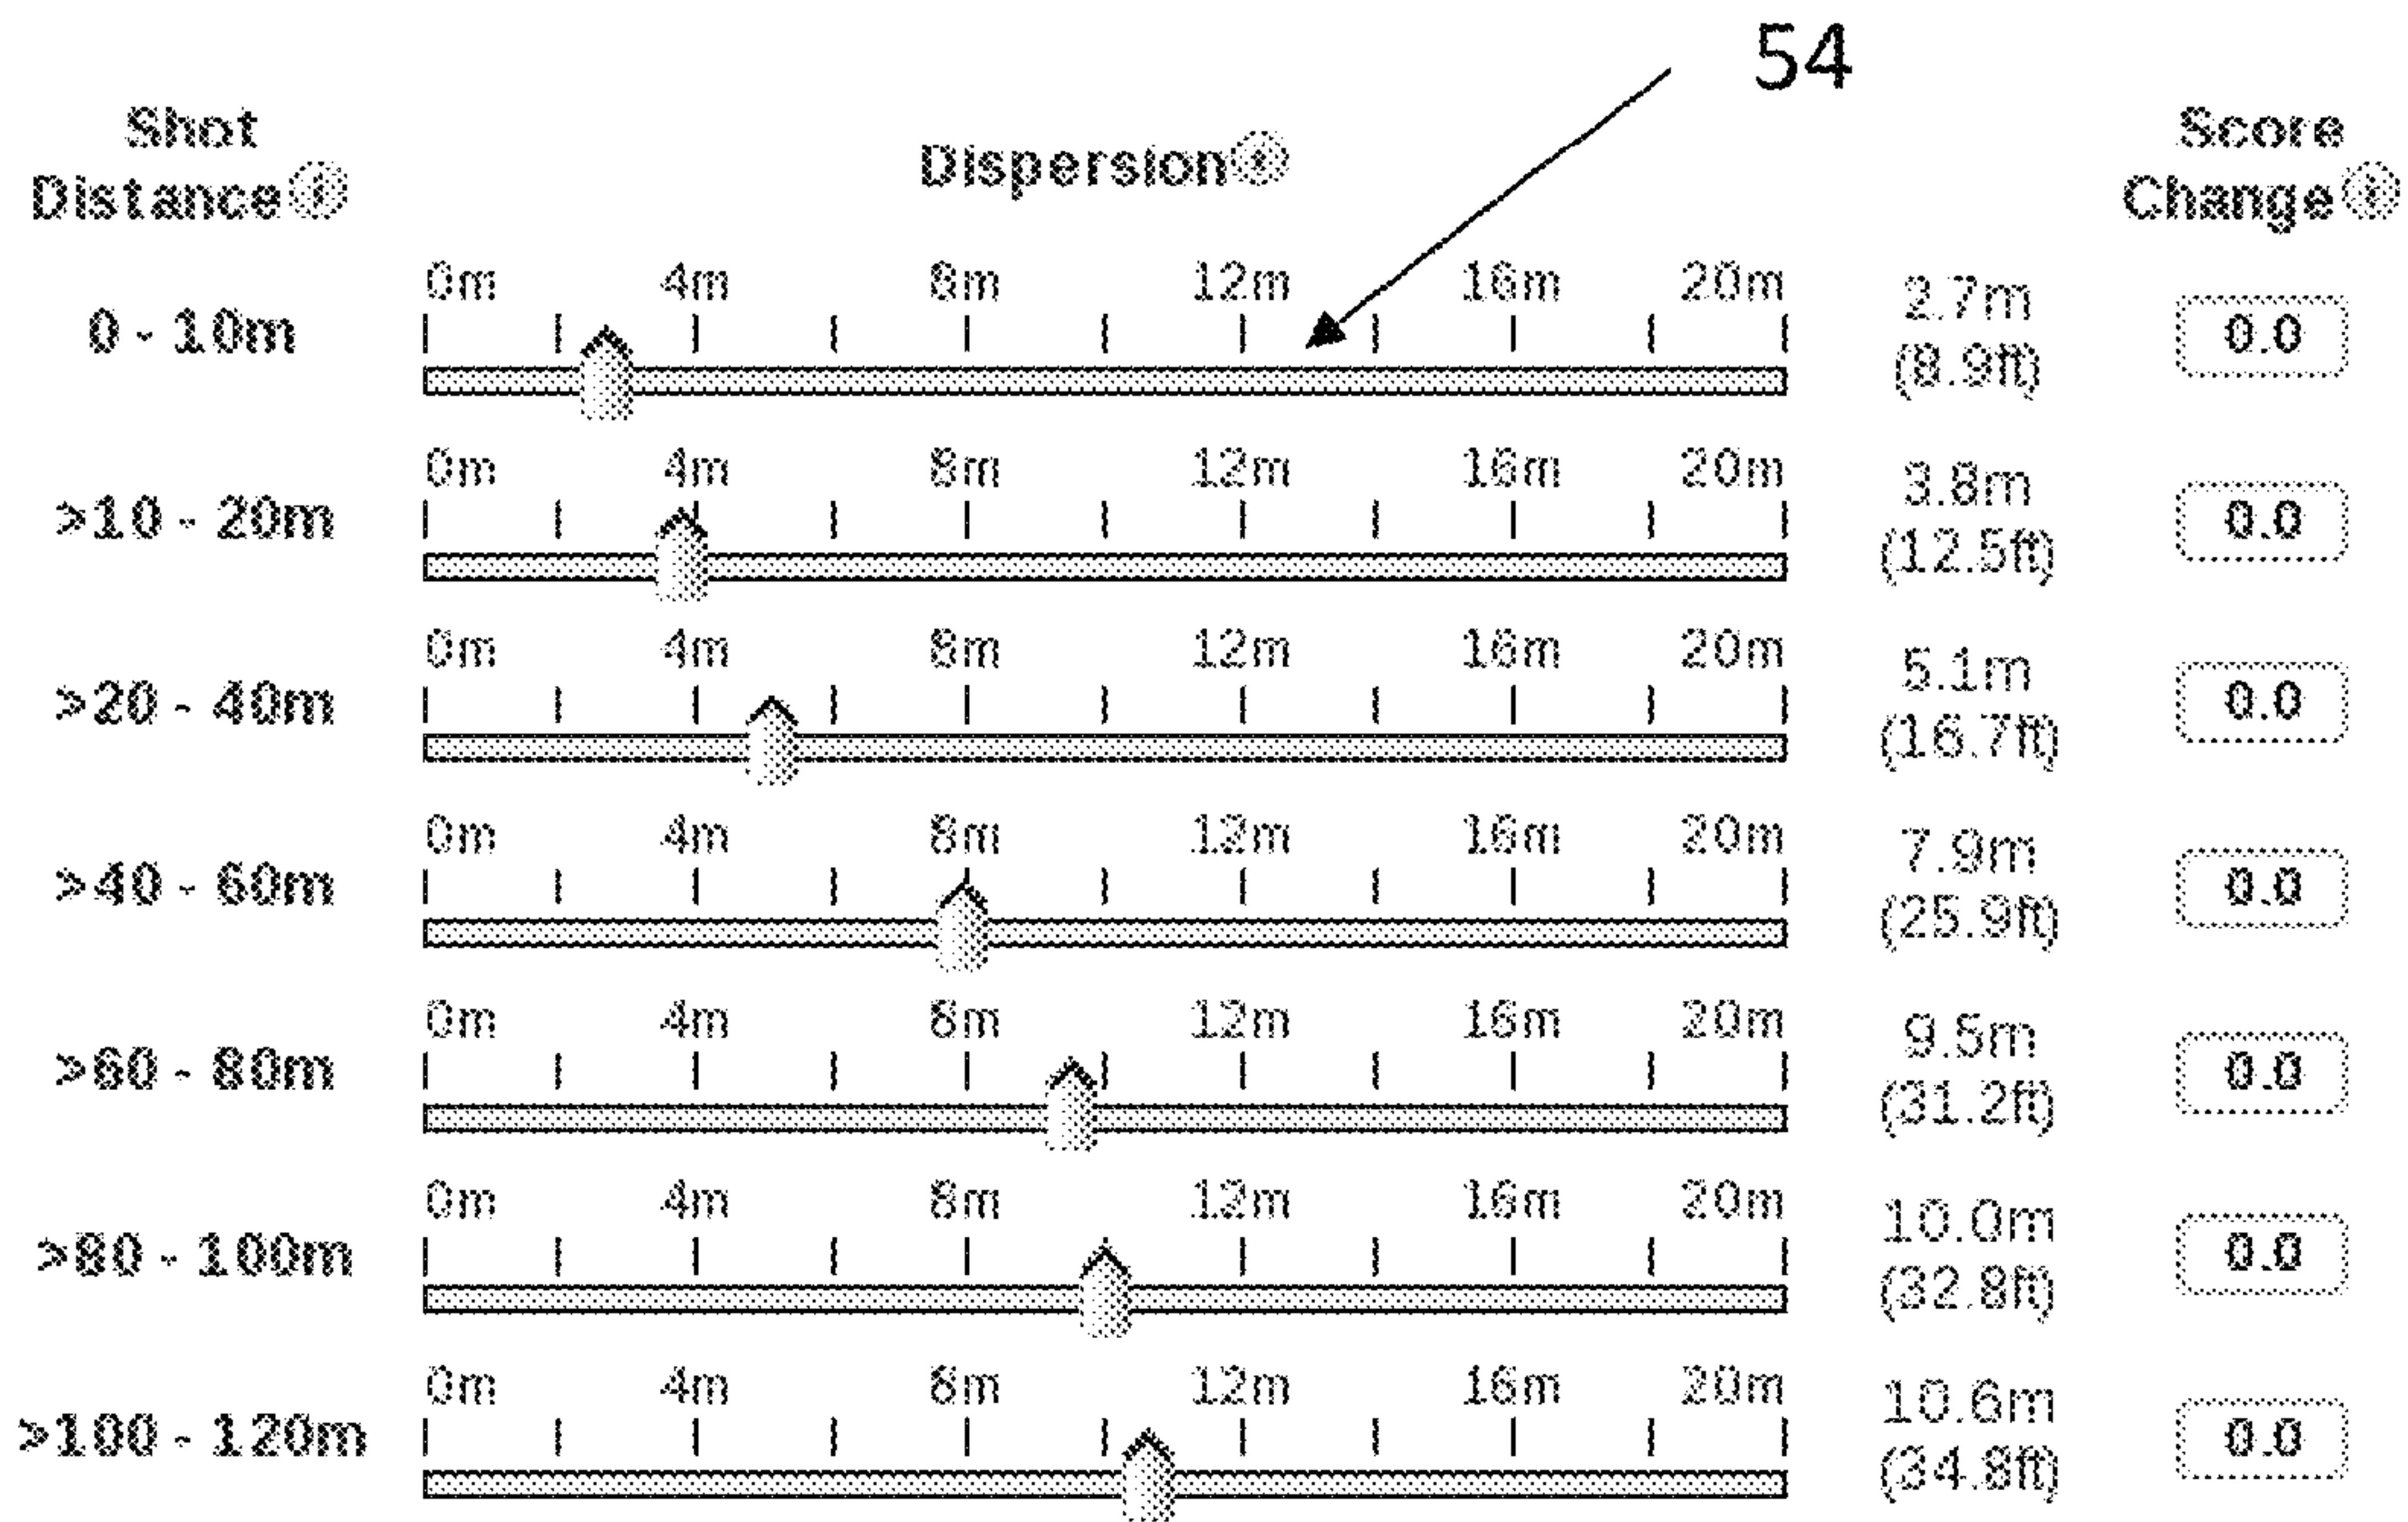 54
Shot
Distance
Dispersion
Score
Change
0m 4m 8m 12m 16m 20m
0 - 10m
2.7m
(8.9ft)
0.0
0m 4m 8m 12m 16m 20m
>10 - 20m
3.8m
(12.5ft)
0.0
0m 4m 8m 12m 16m 20m
>20 - 40m
5.1m
(16.7ft)
0.0
0m 4m 8m 12m 16m 20m
>40 - 60m
7.9m
(25.9ft)
0.0
0m 4m 8m 12m 16m 20m
>60 - 80m
9.5m
(31.2ft)
0.0
0m 4m 8m 12m 16m 20m
>80 - 100m
10.0m
(32.8ft)
0.0
0m 4m 8m 12m 16m 20m
>100 - 120m
10.6m
(34.8ft)
0.0